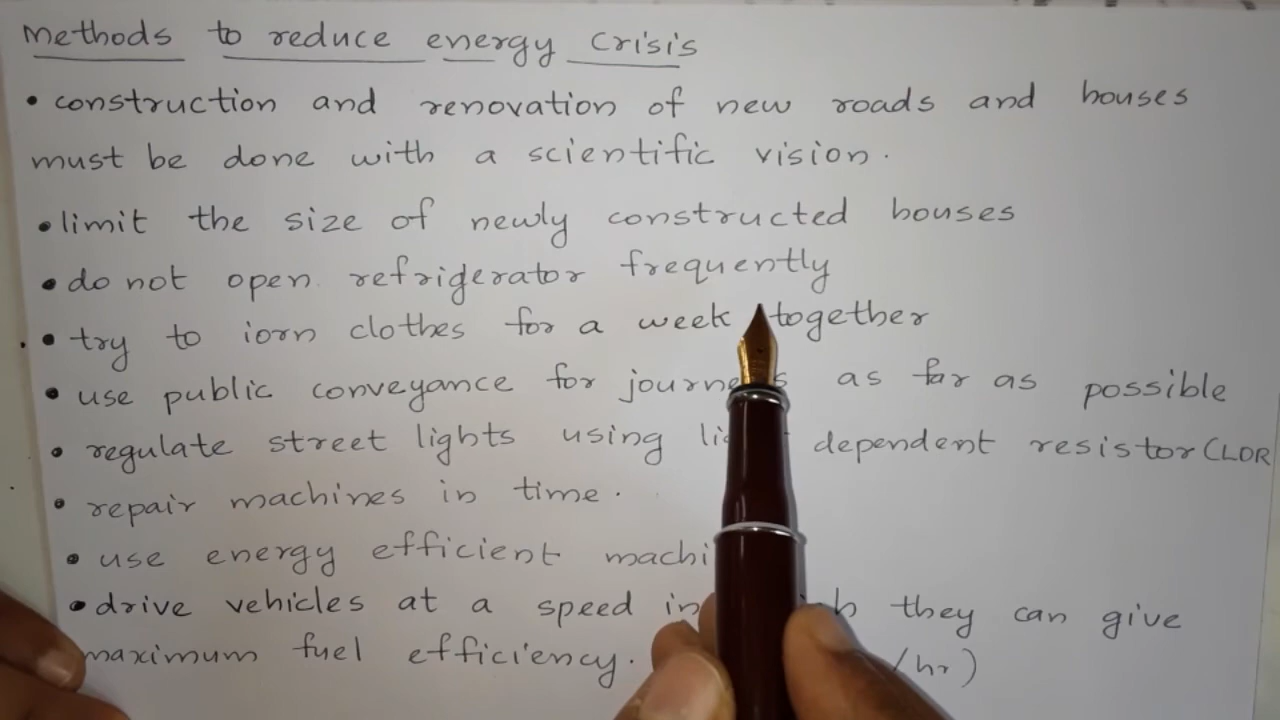 Methods to reduce energy crisis
• construction and renovation of new roads and houses
must be done with a scientific vision.
• limit the size of newly constructed houses
• do not open refrigerator frequently
• try to iorn clothes for a week together
• use public conveyance for journeys as far as possible
• regulate street lights using dependent resistor (LDR
• repair machines in time.
• use energy efficient
• drive vehicles at a speed in they can give
maximum fuel efficiency. /hr)